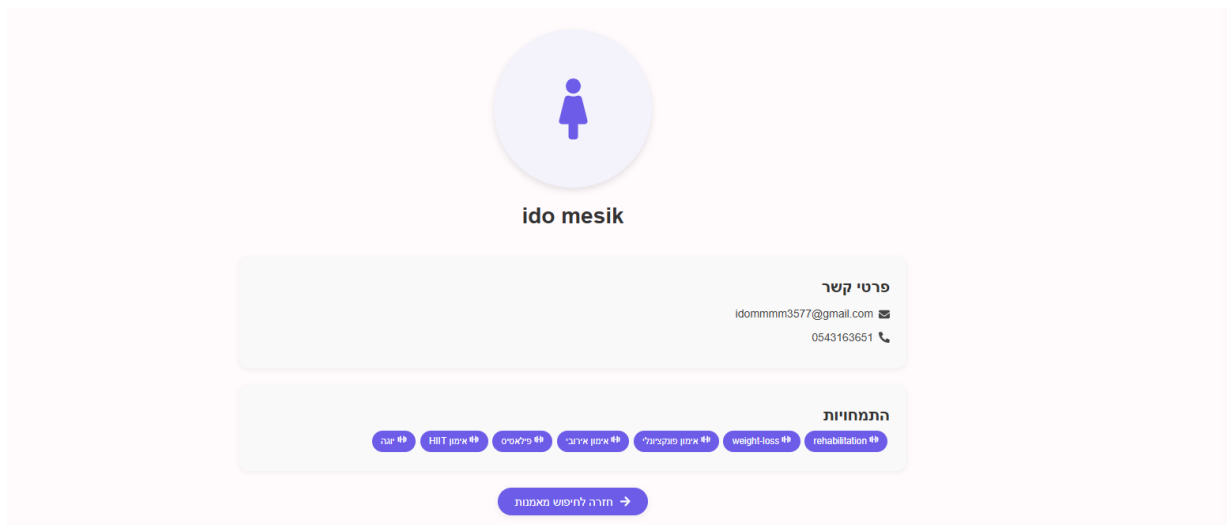 ido mesik
פרטי קשר
idommmm3577@gmail.com
0543163651
התמחויות
rehabilitation weight-loss אימון פונקציונלי אימון אירובי פילאטיס אימון HIIT יוגה
חזרה לחיפוש מאמנות